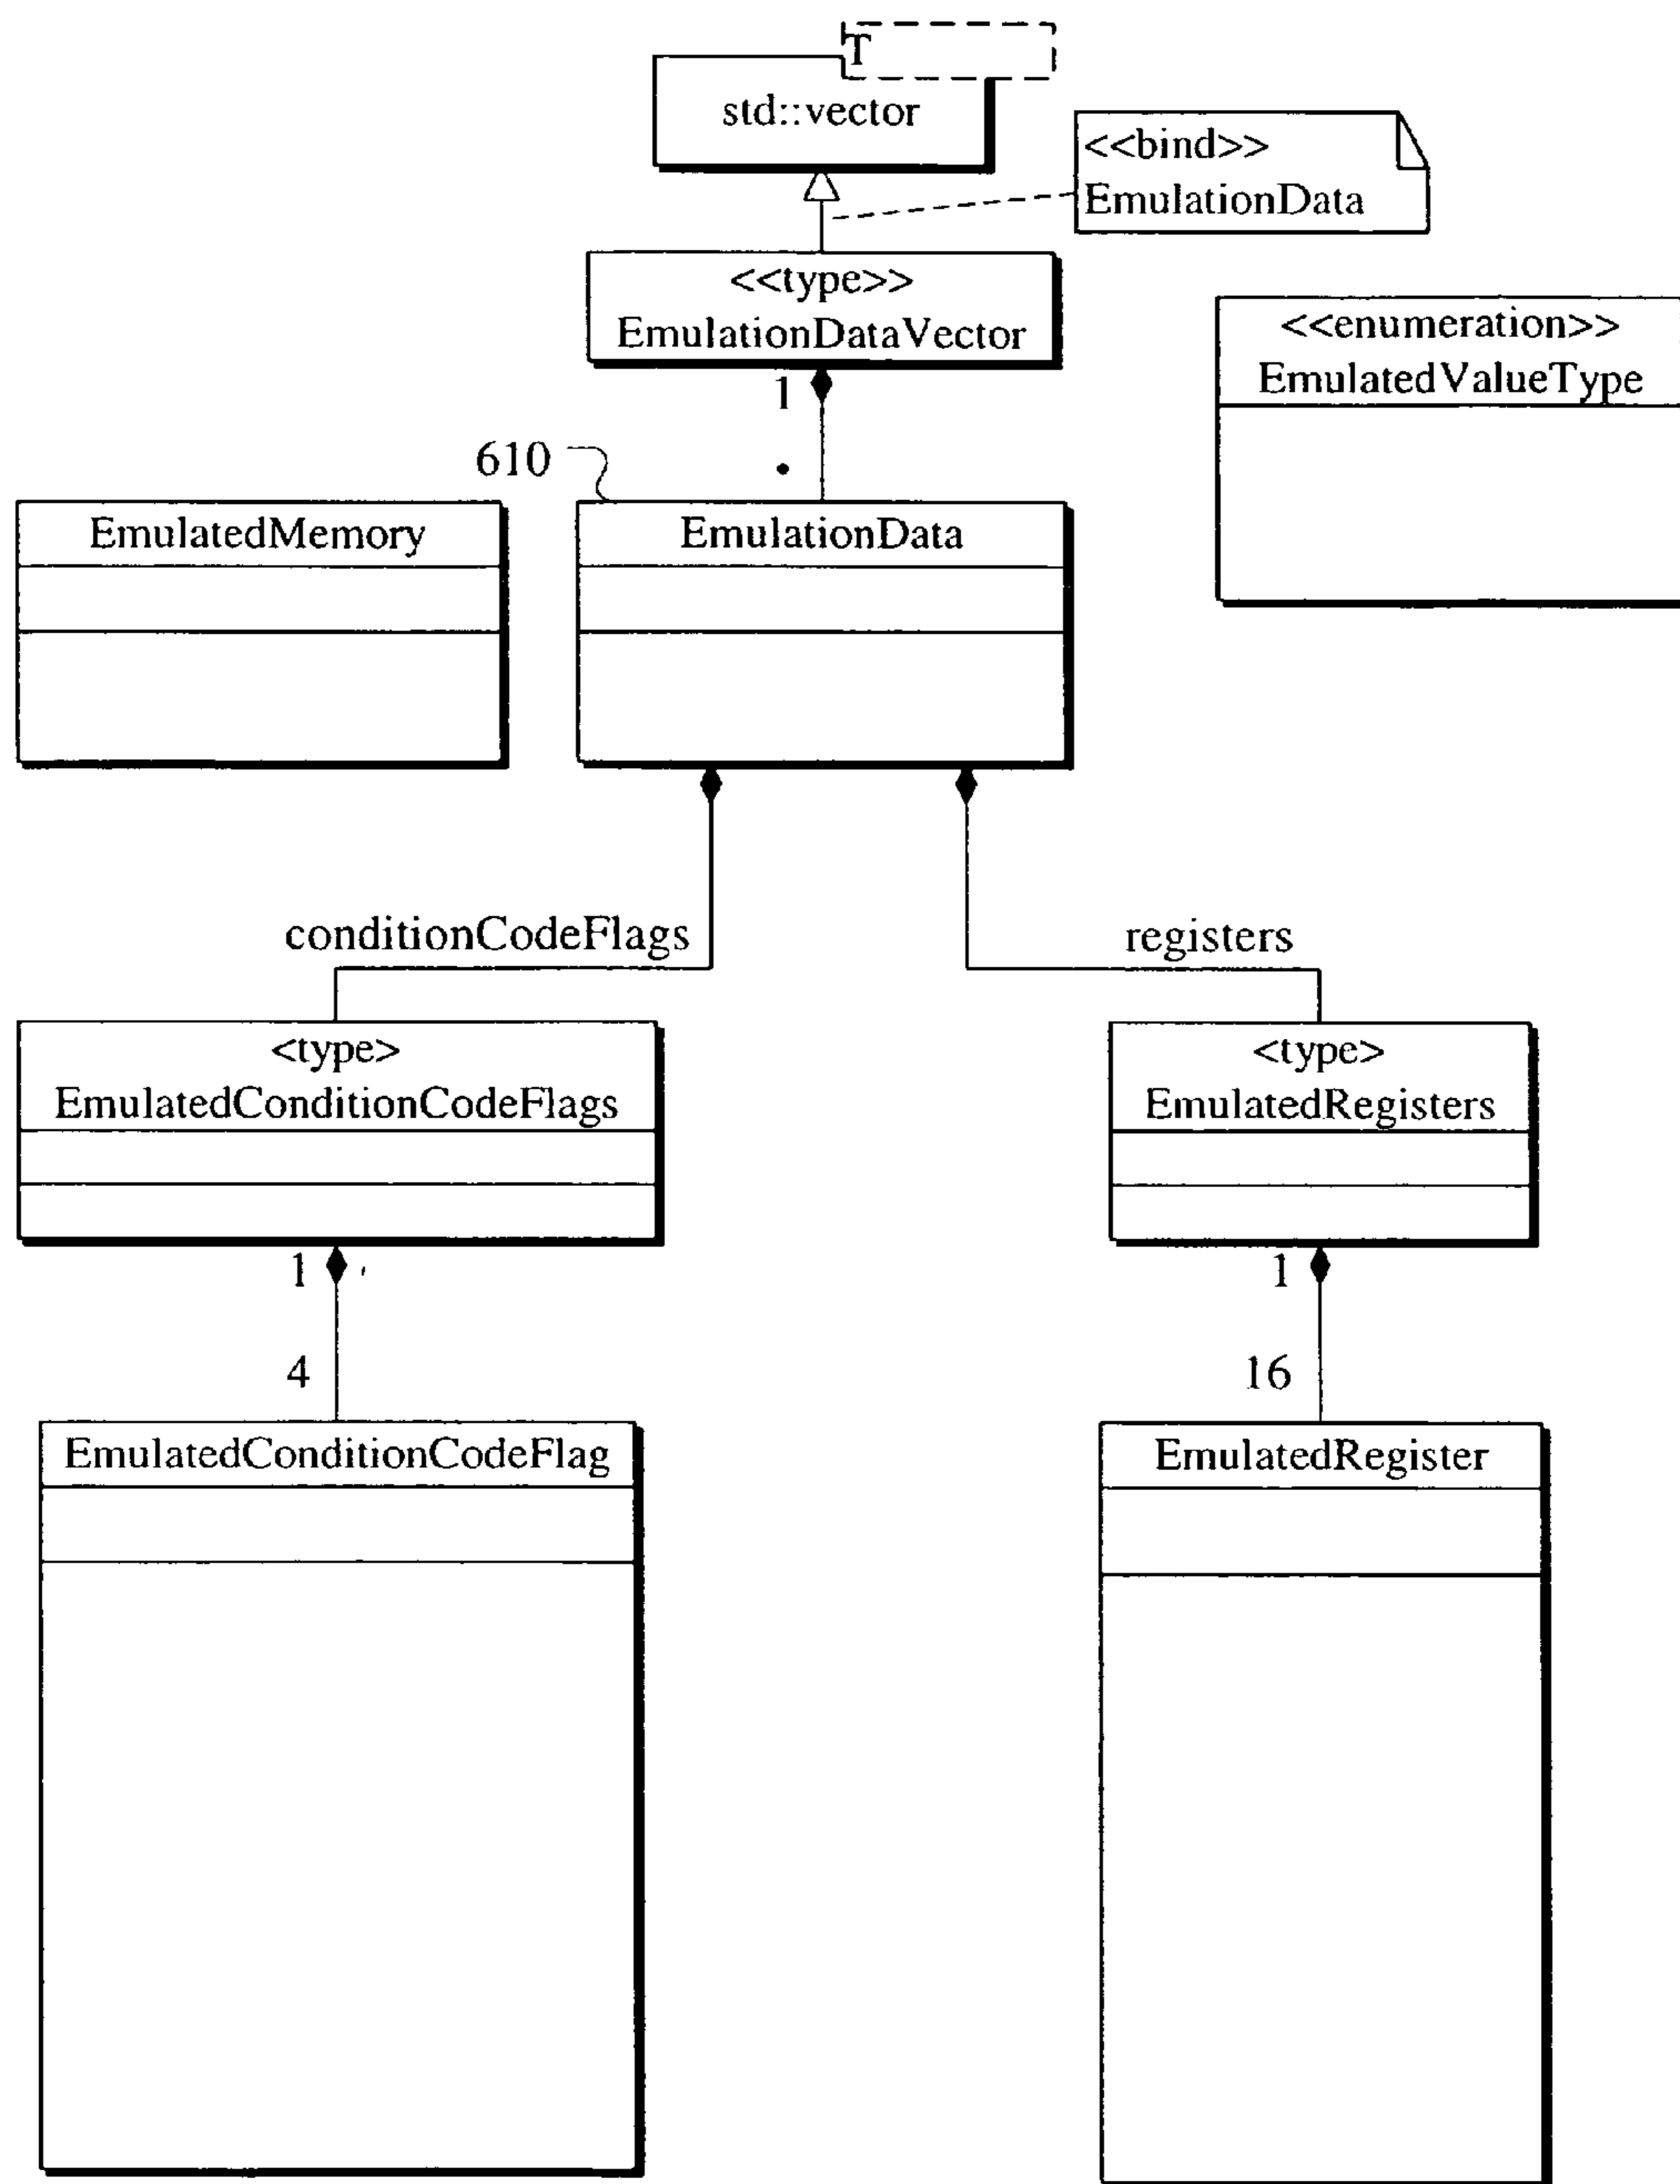 T
std::vector
<<bind>>
EmulationData
<<type>>
EmulationDataVector
<<enumeration>>
EmulatedValueType
1
610
EmulatedMemory
EmulationData
conditionCodeFlags
registers
<type>
EmulatedConditionCodeFlags
<type>
EmulatedRegisters
1
1
4
16
EmulatedConditionCodeFlag
EmulatedRegister